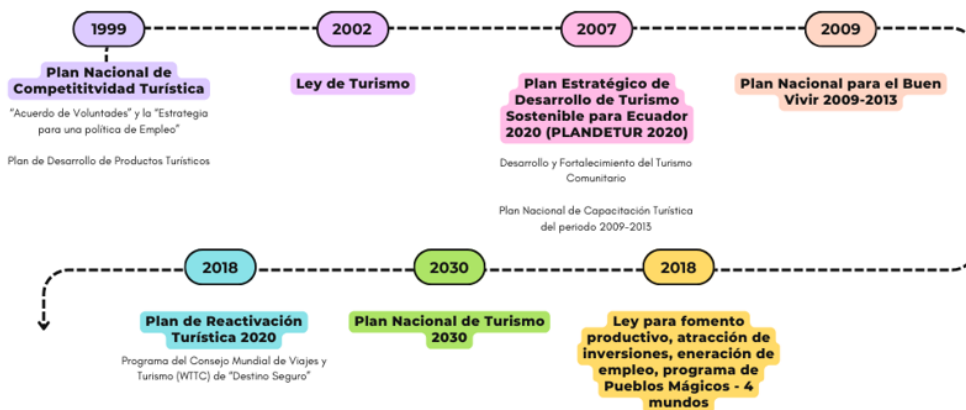 1999
Plan Nacional de
Competititvidad Turística
"Acuerdo de Voluntades" y la "Estrategia
para una política de Empleo"
Plan de Desarrollo de Productos Turísticos
2002
Ley de Turismo
2007
Plan Estratégico de
Desarrollo de Turismo
Sostenible para Ecuador
2020 (PLANDETUR 2020)
Desarrollo y Fortalecimiento del Turismo
Comunitario
Plan Nacional de Capacitación Turística
del periodo 2009-2013
2009
Plan Nacional para el Buen
Vivir 2009-2013
2018
Ley para fomento
productivo, atracción de
inversiones, eneración de
empleo, programa de
Pueblos Mágicos - 4
mundos
2030
Plan Nacional de Turismo
2030
2018
Plan de Reactivación
Turística 2020
Programa del Consejo Mundial de Viajes y
Turismo (WTTC) de "Destino Seguro"